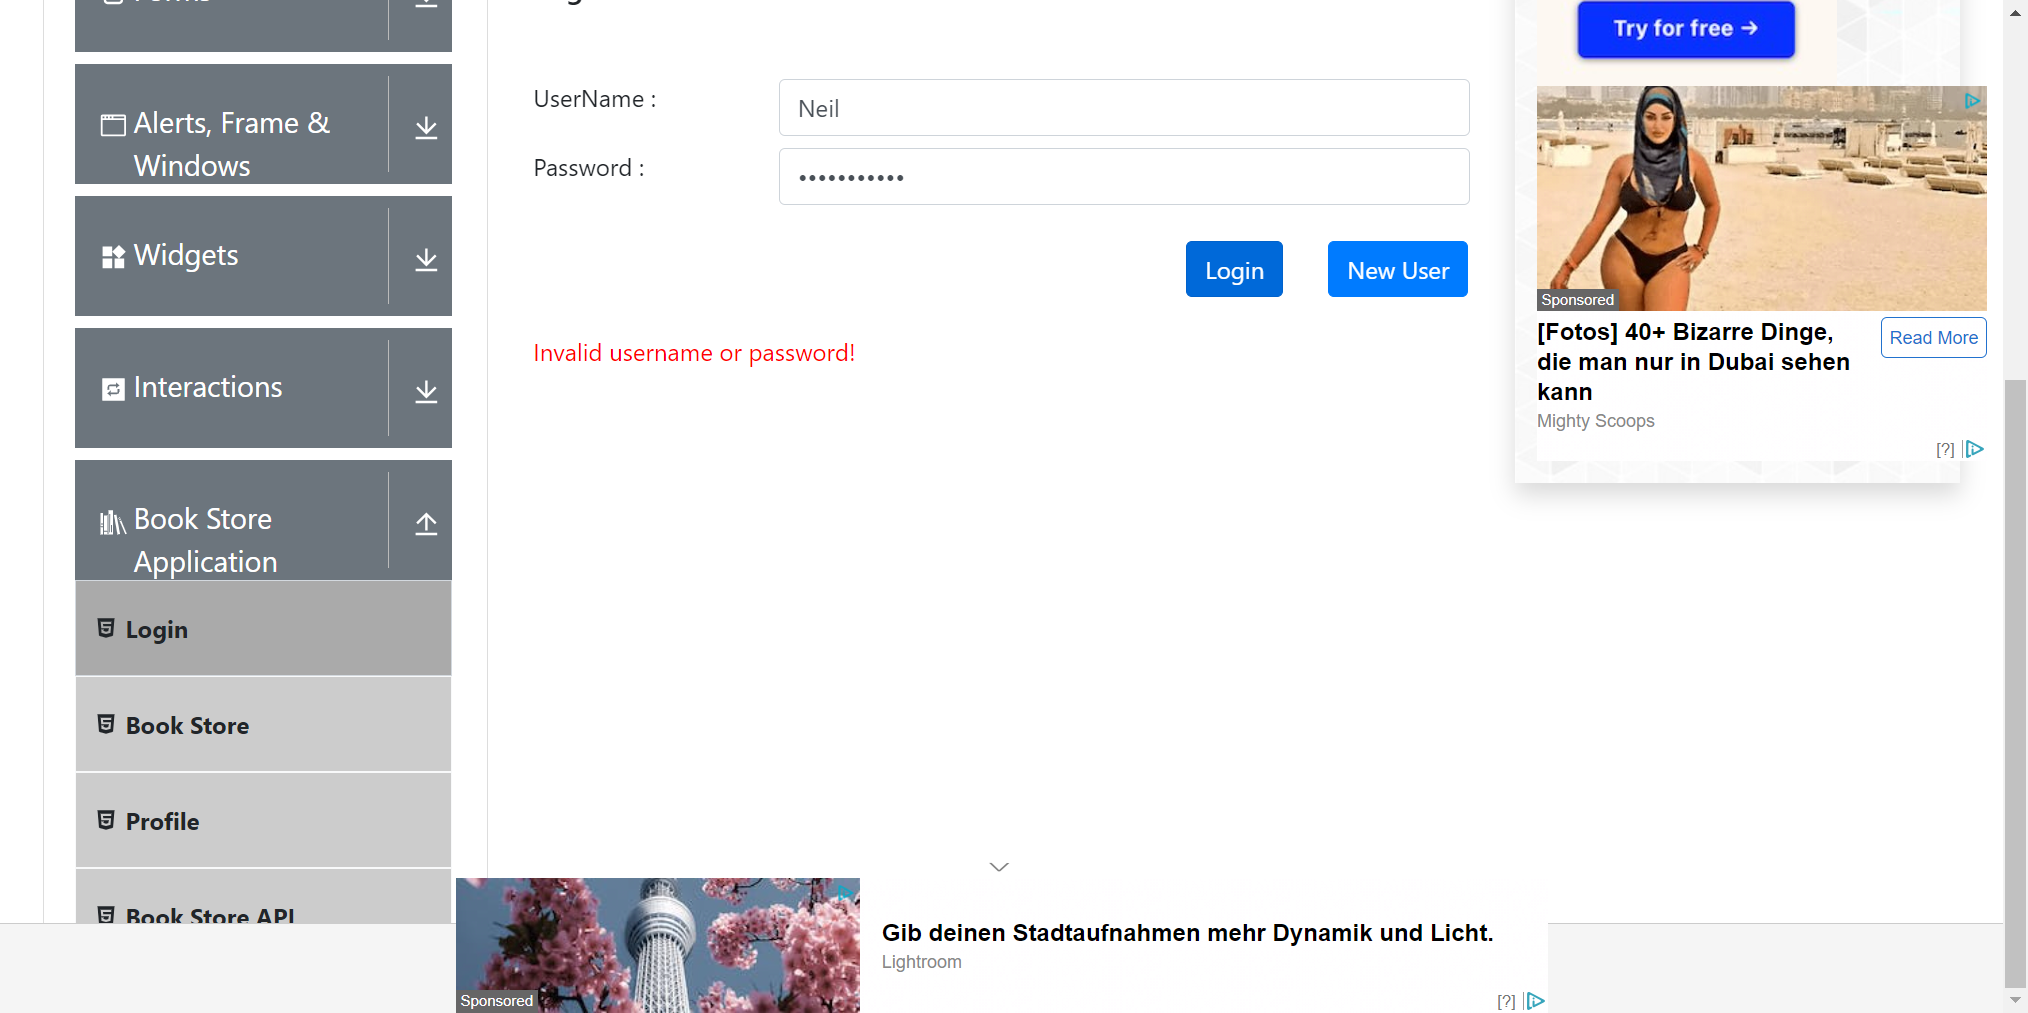 Alerts, Frame &
Windows
Widgets
Interactions
Book Store
Application
Login
Book Store
Profile
Book Store API
UserName :
Neil
Password :
•••••••••••
Login
New User
Invalid username or password!
Try for free →
Sponsored
[Fotos] 40+ Bizarre Dinge,
die man nur in Dubai sehen
kann
Read More
Mighty Scoops
[?]
Sponsored
Gib deinen Stadtaufnahmen mehr Dynamik und Licht.
Lightroom
[?]